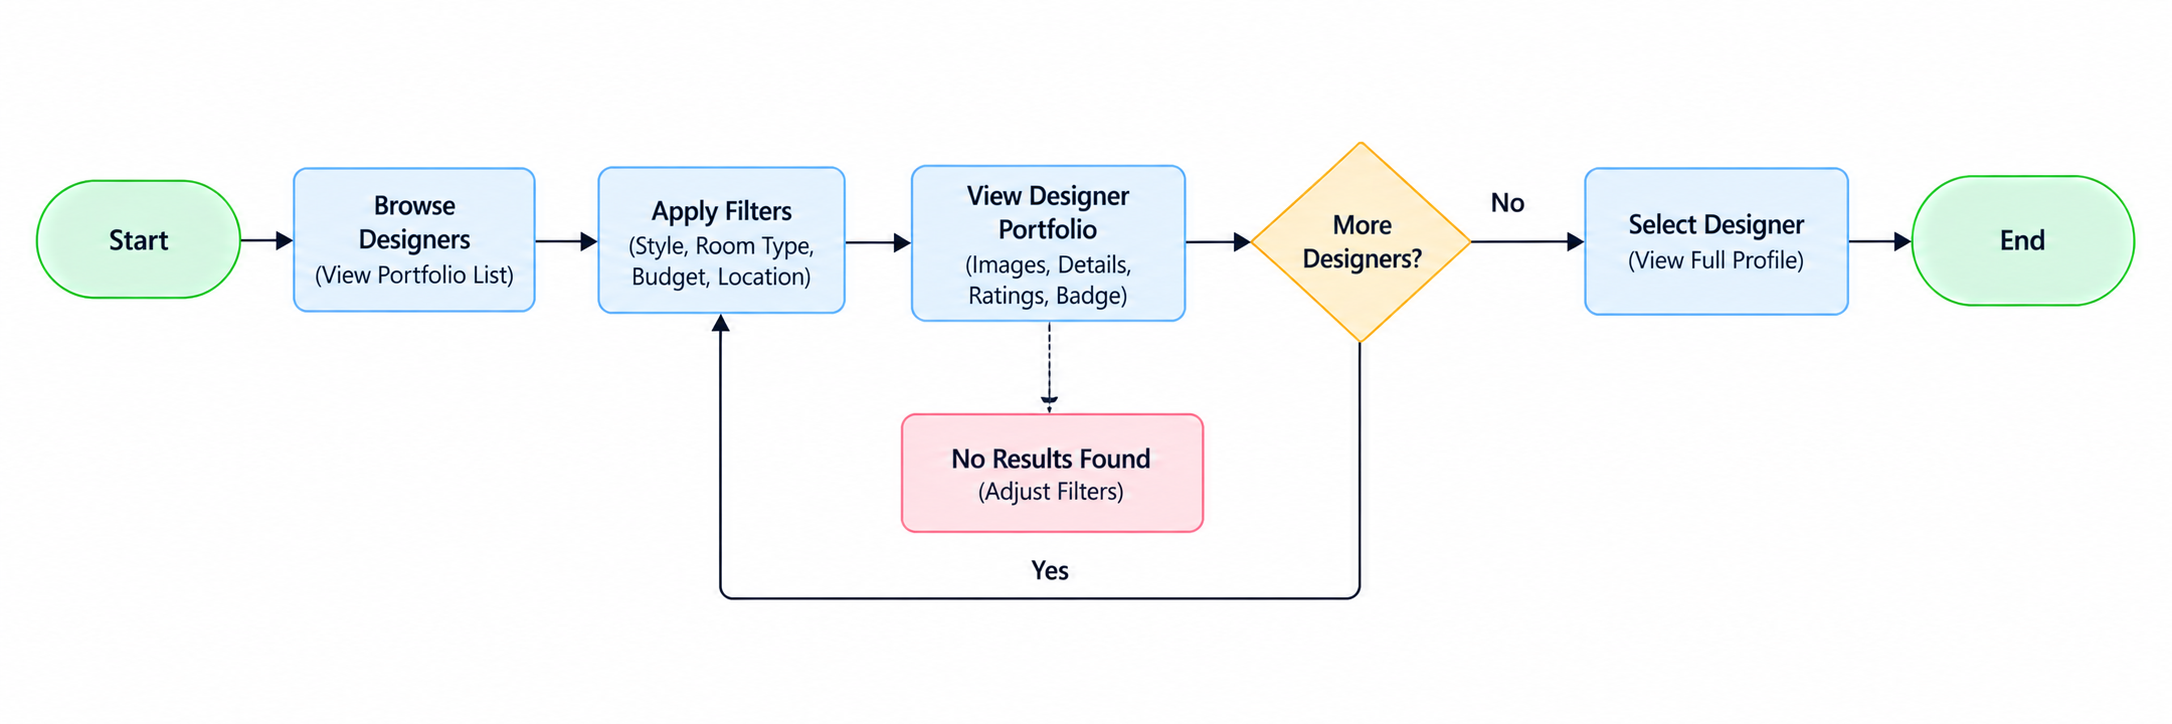 Start
Browse
Designers
(View Portfolio List)
Apply Filters
(Style, Room Type,
Budget, Location)
View Designer
Portfolio
(Images, Details,
Ratings, Badge)
More
Designers?
No
Select Designer
(View Full Profile)
End
No Results Found
(Adjust Filters)
Yes